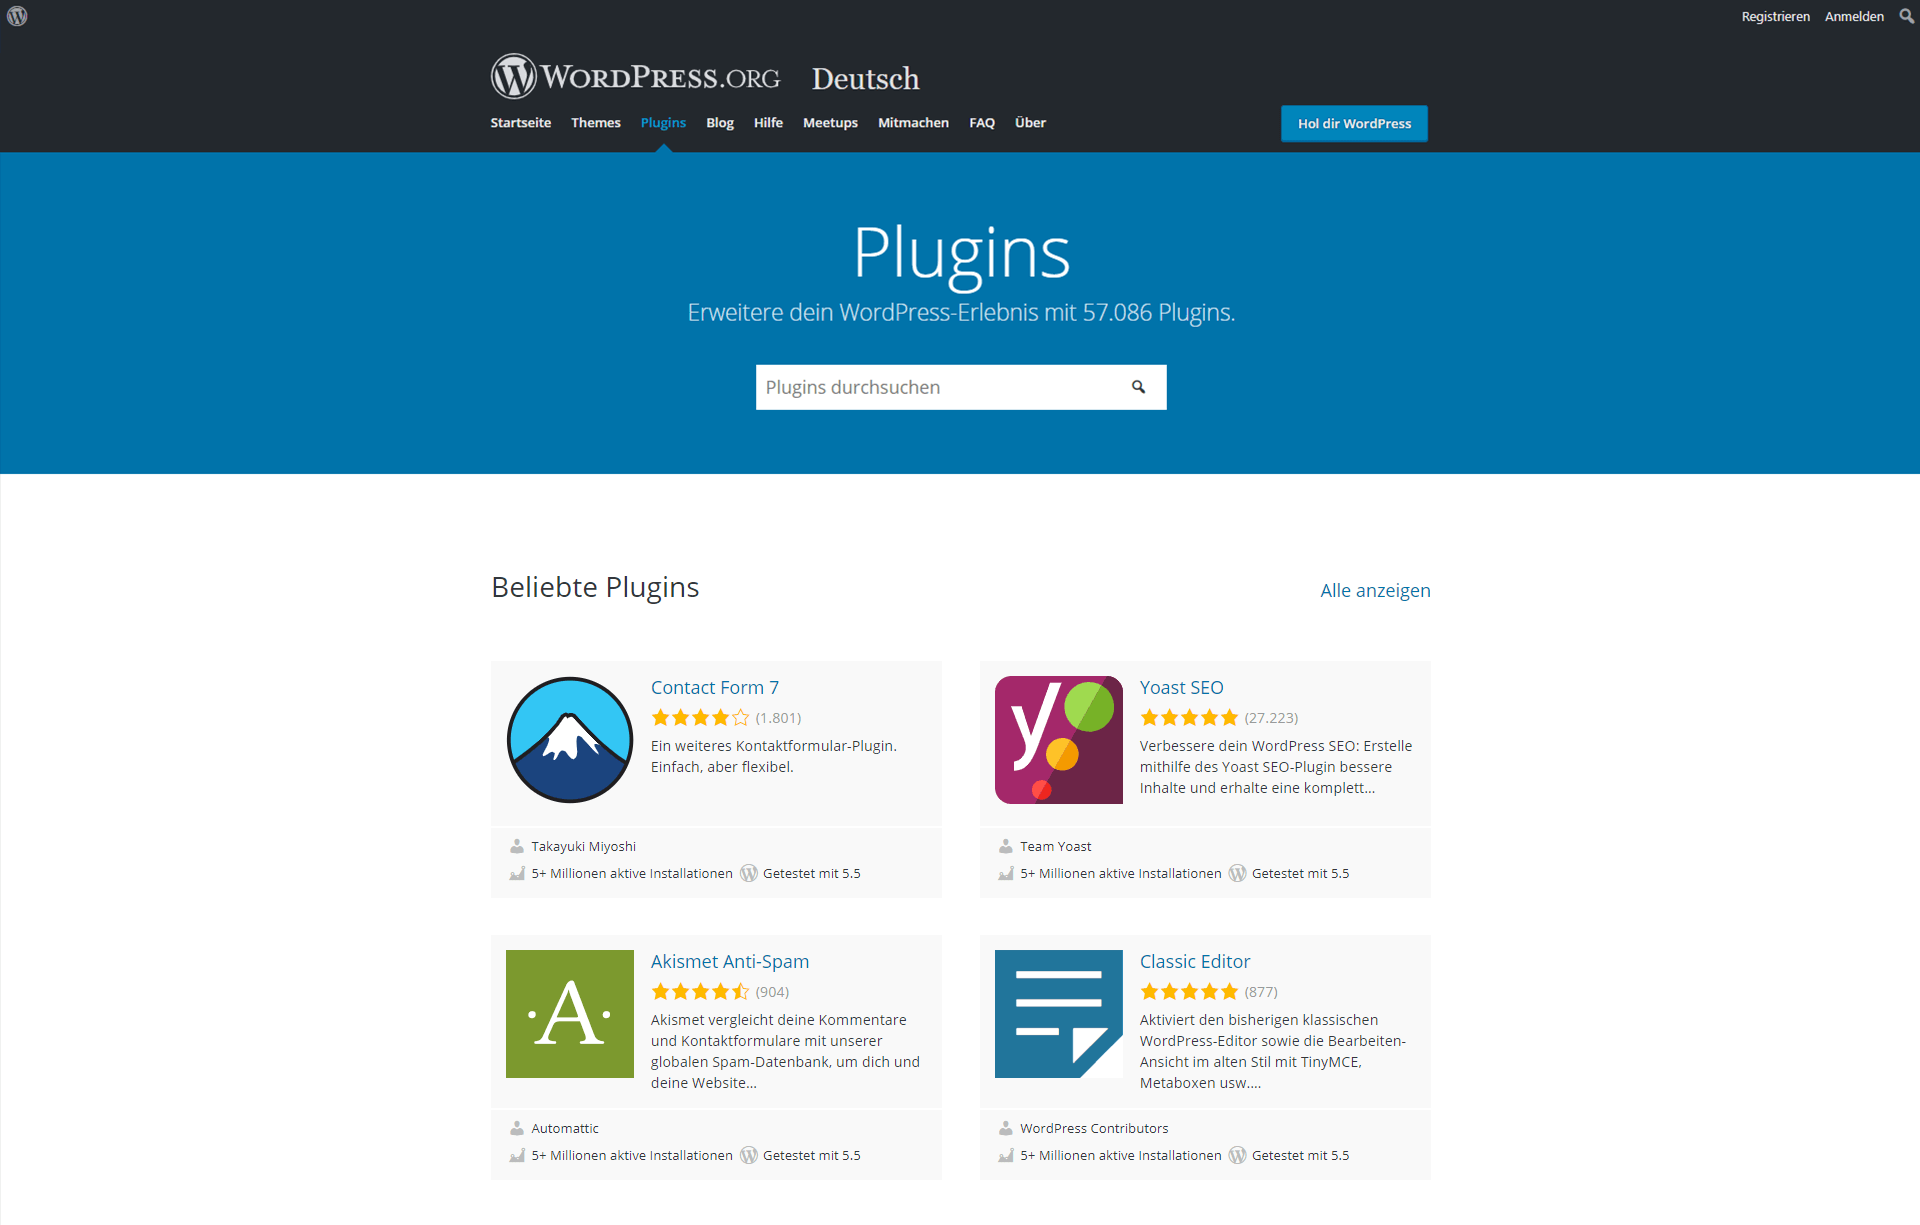 Registrieren Anmelden
WORDPRESS.ORG Deutsch
Startseite Themes Plugins Blog Hilfe Meetups Mitmachen FAQ Über Hol dir WordPress
Plugins
Erweitere dein WordPress-Erlebnis mit 57.086 Plugins.
Plugins durchsuchen
Beliebte Plugins Alle anzeigen
Contact Form 7
(1.801)
Ein weiteres Kontaktformular-Plugin.
Einfach, aber flexibel.
Takayuki Miyoshi
5+ Millionen aktive Installationen Getestet mit 5.5
y
Yoast SEO
(27.223)
Verbessere dein WordPress SEO: Erstelle
mithilfe des Yoast SEO-Plugin bessere
Inhalte und erhalte eine komplett…
Team Yoast
5+ Millionen aktive Installationen Getestet mit 5.5
·A·
Akismet Anti-Spam
(904)
Akismet vergleicht deine Kommentare
und Kontaktformulare mit unserer
globalen Spam-Datenbank, um dich und
deine Website…
Automattic
5+ Millionen aktive Installationen Getestet mit 5.5
Classic Editor
(877)
Aktiviert den bisherigen klassischen
WordPress-Editor sowie die Bearbeiten-
Ansicht im alten Stil mit TinyMCE,
Metaboxen usw.…
WordPress Contributors
5+ Millionen aktive Installationen Getestet mit 5.5